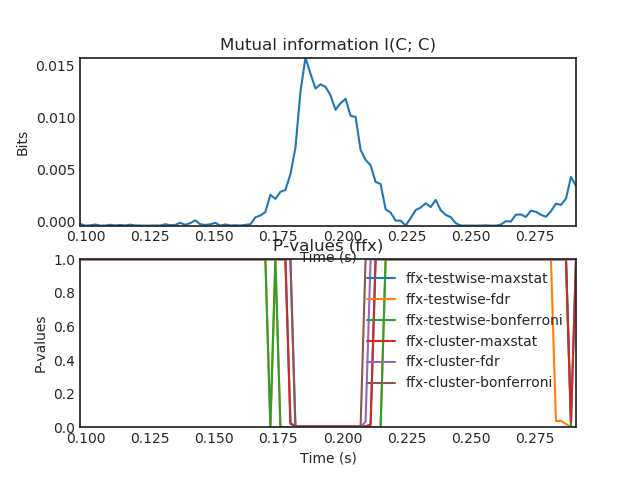 Mutual information I(C; C)
0.015
0.010
0.005
0.000
Bits
0.100 0.125 0.150 0.175 0.200 0.225 0.250 0.275
Time (s)
P-values (ffx)
1.0
0.8
0.6
0.4
0.2
0.0
P-values
ffx-testwise-maxstat
ffx-testwise-fdr
ffx-testwise-bonferroni
ffx-cluster-maxstat
ffx-cluster-fdr
ffx-cluster-bonferroni
0.100 0.125 0.150 0.175 0.200 0.225 0.250 0.275
Time (s)